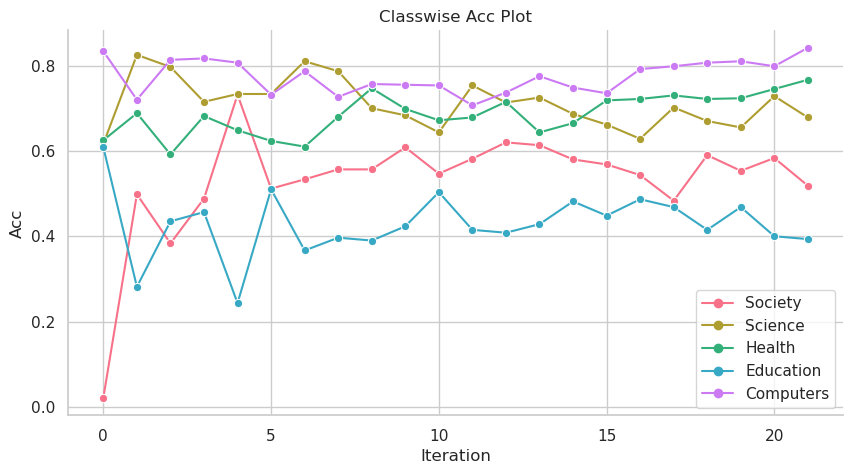 Classwise Acc Plot
Acc
0.8
0.6
0.4
0.2
0.0
0
5
10
15
20
Iteration
Society
Science
Health
Education
Computers